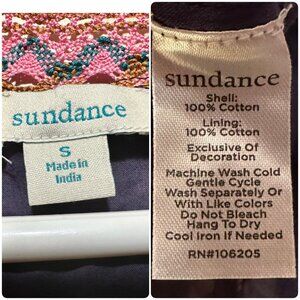 sundance
S
Made in
India
sundance
Shell:
100% Cotton
Lining:
100% Cotton
Exclusive Of
Decoration
Machine Wash Cold
Gentle Cycle
Wash Separately Or
With Like Colors
Do Not Bleach
Hang To Dry
Cool Iron If Needed
RN#106205